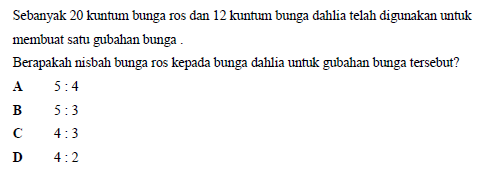 Sebanyak 20 kuntum bunga ros dan 12 kuntum bunga dahlia telah digunakan untuk
membuat satu gubahan bunga .
Berapakah nisbah bunga ros kepada bunga dahlia untuk gubahan bunga tersebut?
A 5 : 4
B 5 : 3
C 4 : 3
D 4 : 2